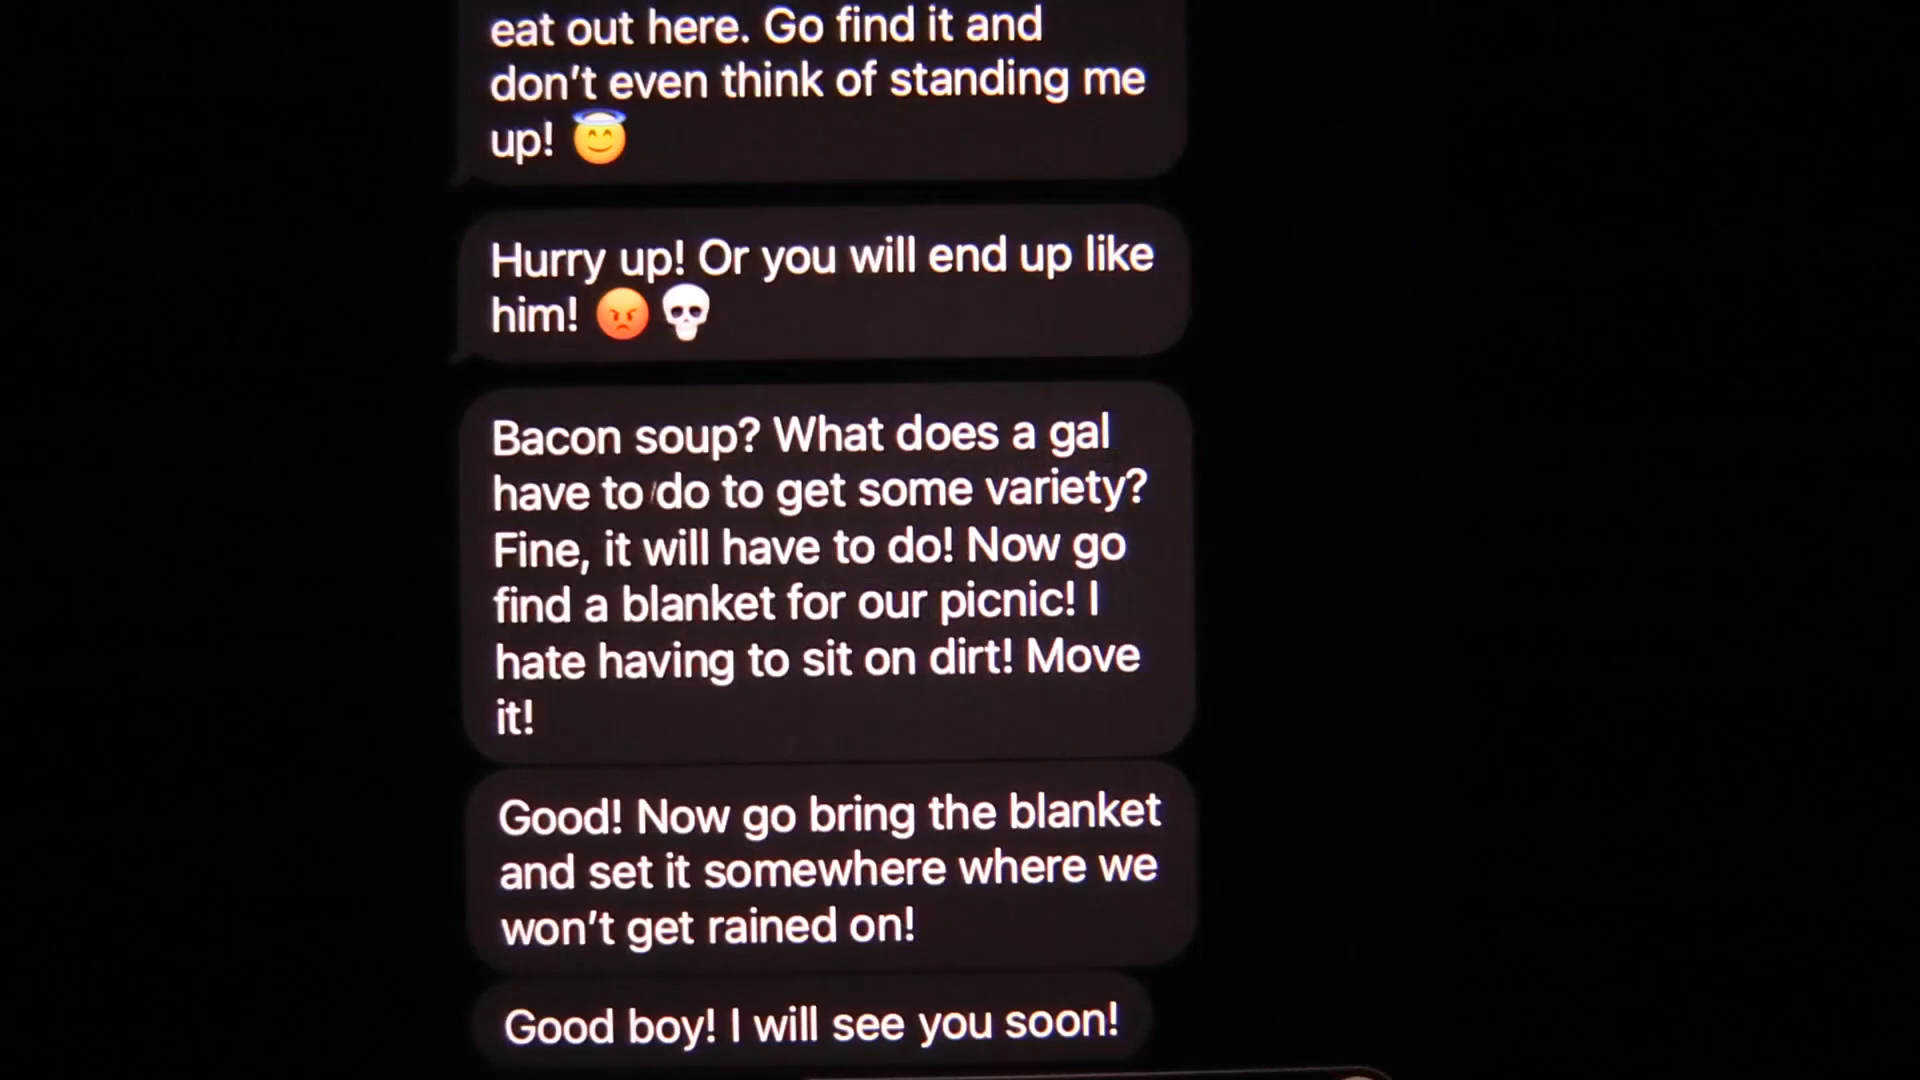 eat out here. Go find it and
don't even think of standing me
up! 😇
Hurry up! Or you will end up like
him! 😡💀
Bacon soup? What does a gal
have to do to get some variety?
Fine, it will have to do! Now go
find a blanket for our picnic! I
hate having to sit on dirt! Move
it!
Good! Now go bring the blanket
and set it somewhere where we
won't get rained on!
Good boy! I will see you soon!